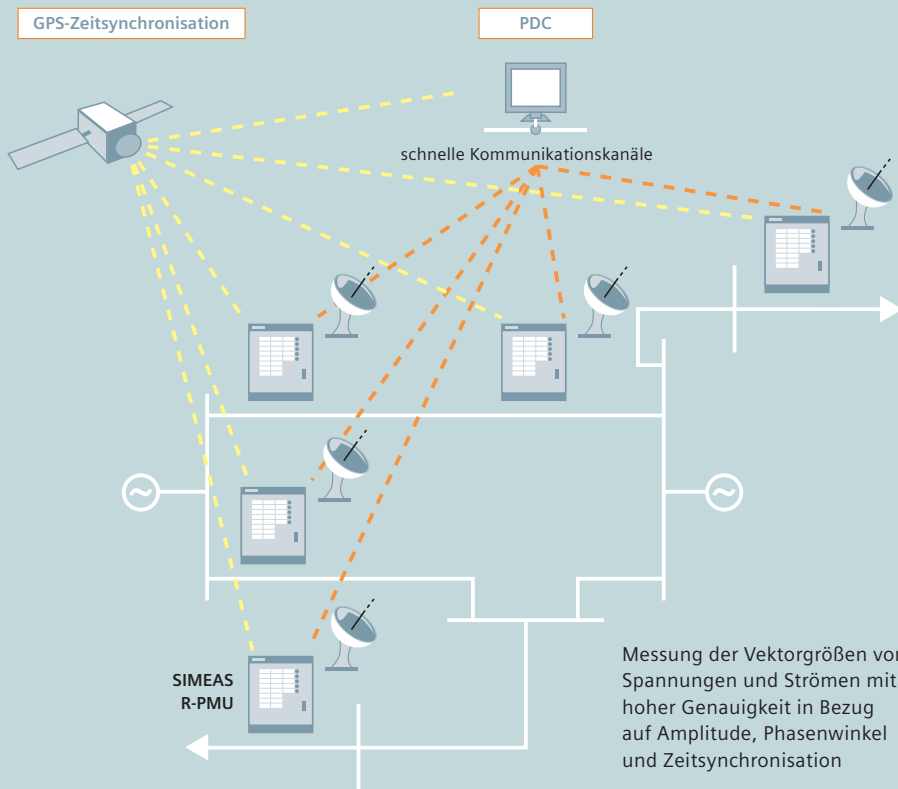 GPS-Zeitsynchronisation
PDC
schnelle Kommunikationskanäle
SIMEAS
R-PMU
Messung der Vektorgrößen von
Spannungen und Strömen mit
hoher Genauigkeit in Bezug
auf Amplitude, Phasenwinkel
und Zeitsynchronisation